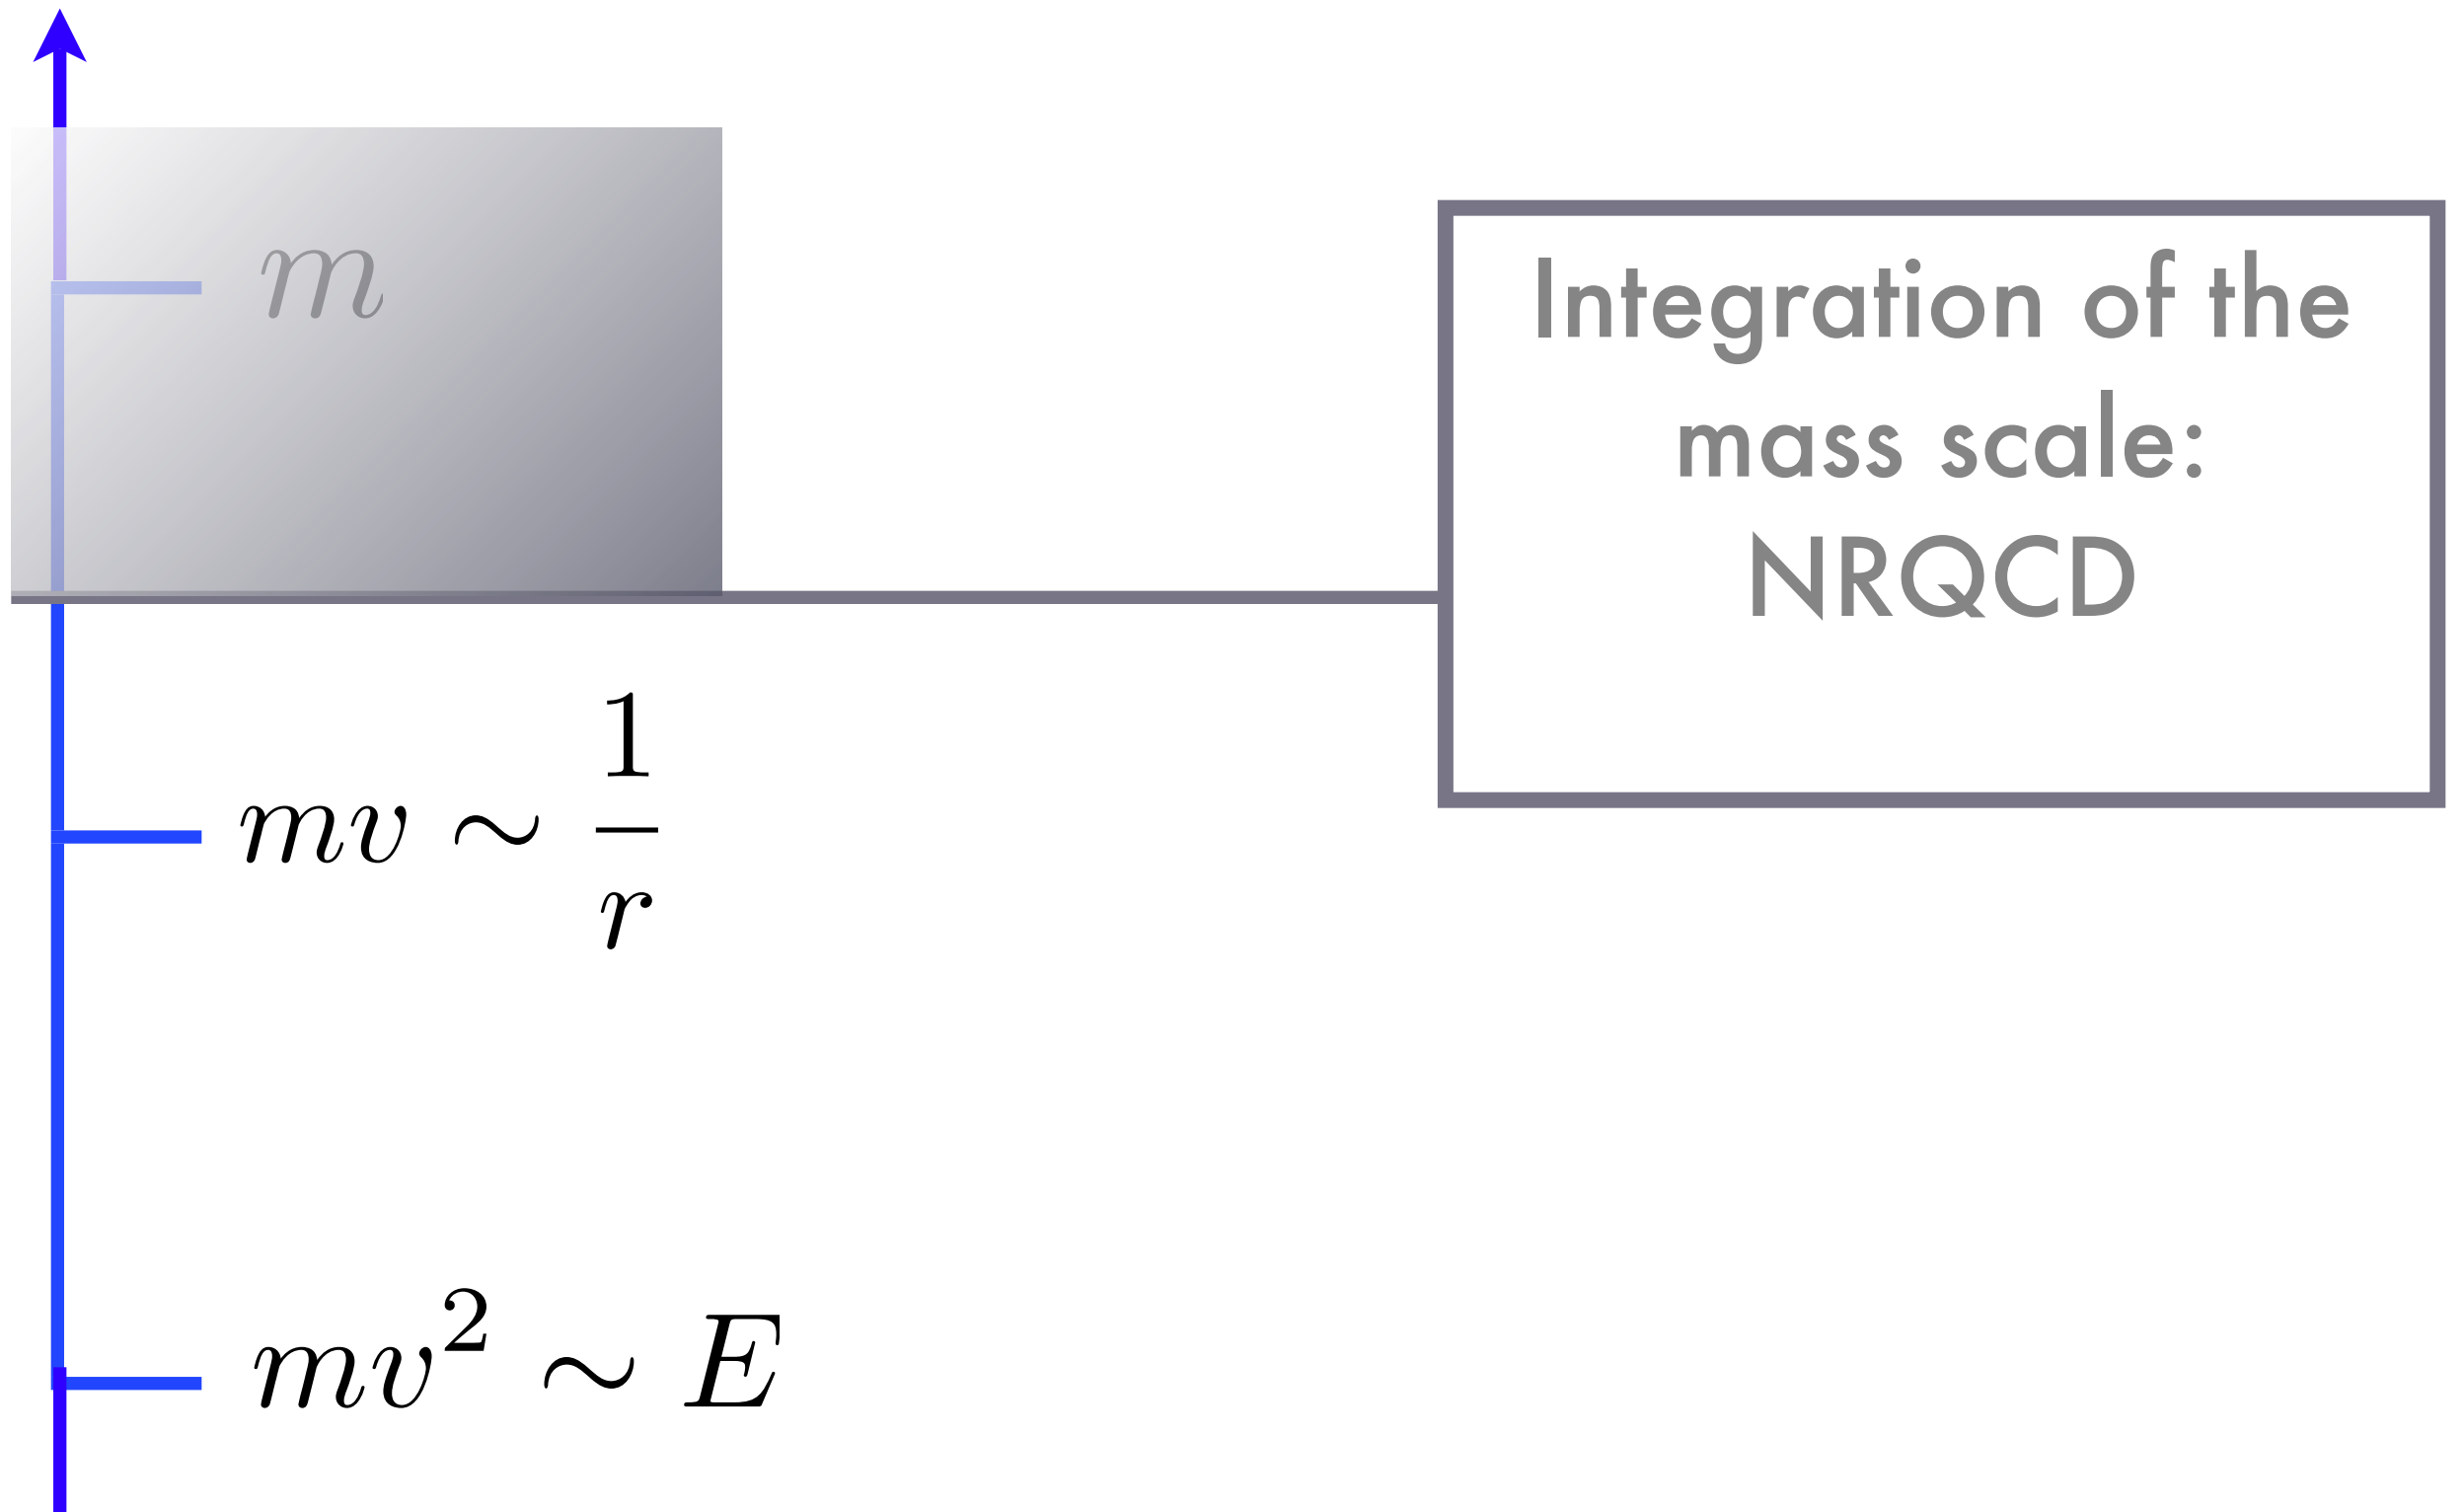 m
Integration of the
mass scale:
NRQCD
mv ∼ 1/r
mv² ∼ E